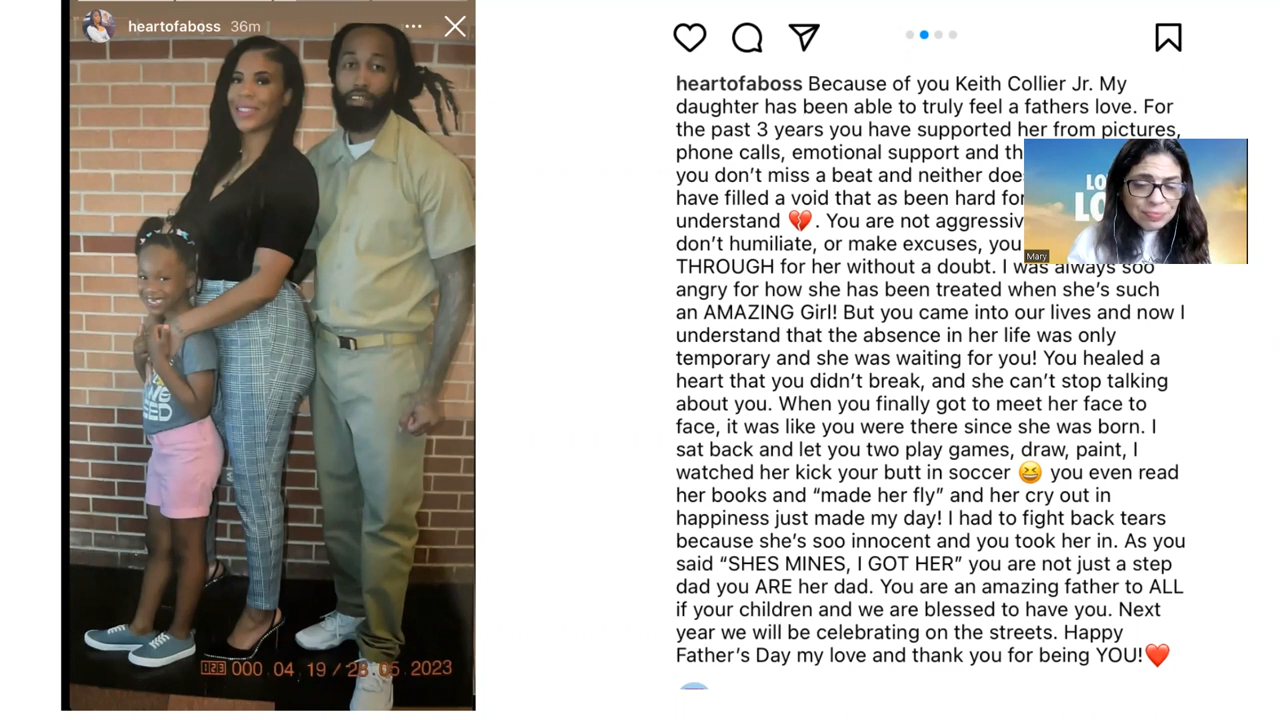 heartofaboss 36m
WE
EED
123 000 04 19 / 28 05 2023
heartofaboss Because of you Keith Collier Jr. My
daughter has been able to truly feel a fathers love. For
the past 3 years you have supported her from pictures,
phone calls, emotional support and th
you don't miss a beat and neither doe
have filled a void that as been hard for
understand 💔. You are not aggressiv
don't humiliate, or make excuses, you
THROUGH for her without a doubt. I was always soo
angry for how she has been treated when she's such
an AMAZING Girl! But you came into our lives and now I
understand that the absence in her life was only
temporary and she was waiting for you! You healed a
heart that you didn't break, and she can't stop talking
about you. When you finally got to meet her face to
face, it was like you were there since she was born. I
sat back and let you two play games, draw, paint, I
watched her kick your butt in soccer 😆 you even read
her books and “made her fly” and her cry out in
happiness just made my day! I had to fight back tears
because she's soo innocent and you took her in. As you
said “SHES MINES, I GOT HER” you are not just a step
dad you ARE her dad. You are an amazing father to ALL
if your children and we are blessed to have you. Next
year we will be celebrating on the streets. Happy
Father's Day my love and thank you for being YOU!❤️
LO
LO
Mary